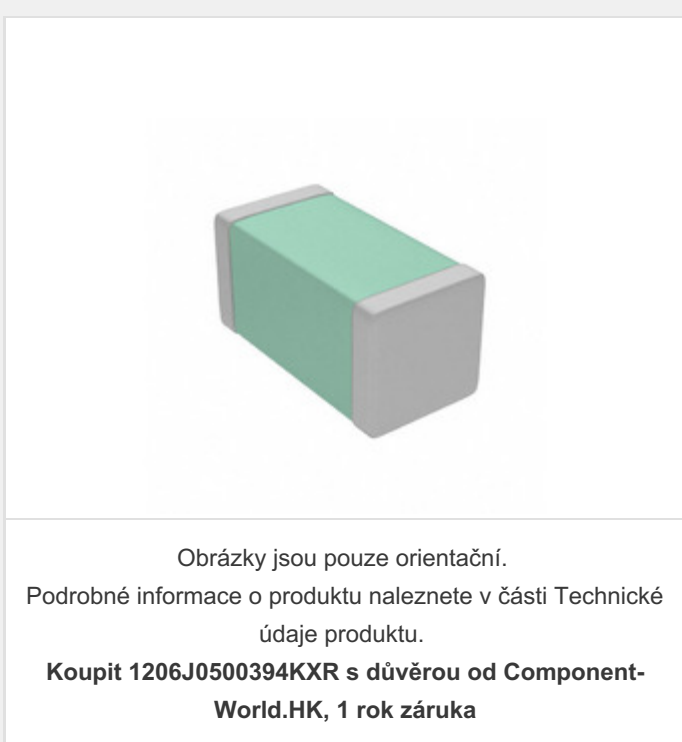 Obrázky jsou pouze orientační.
Podrobné informace o produktu naleznete v části Technické
údaje produktu.
Koupit 1206J0500394KXR s důvěrou od Component-
World.HK, 1 rok záruka